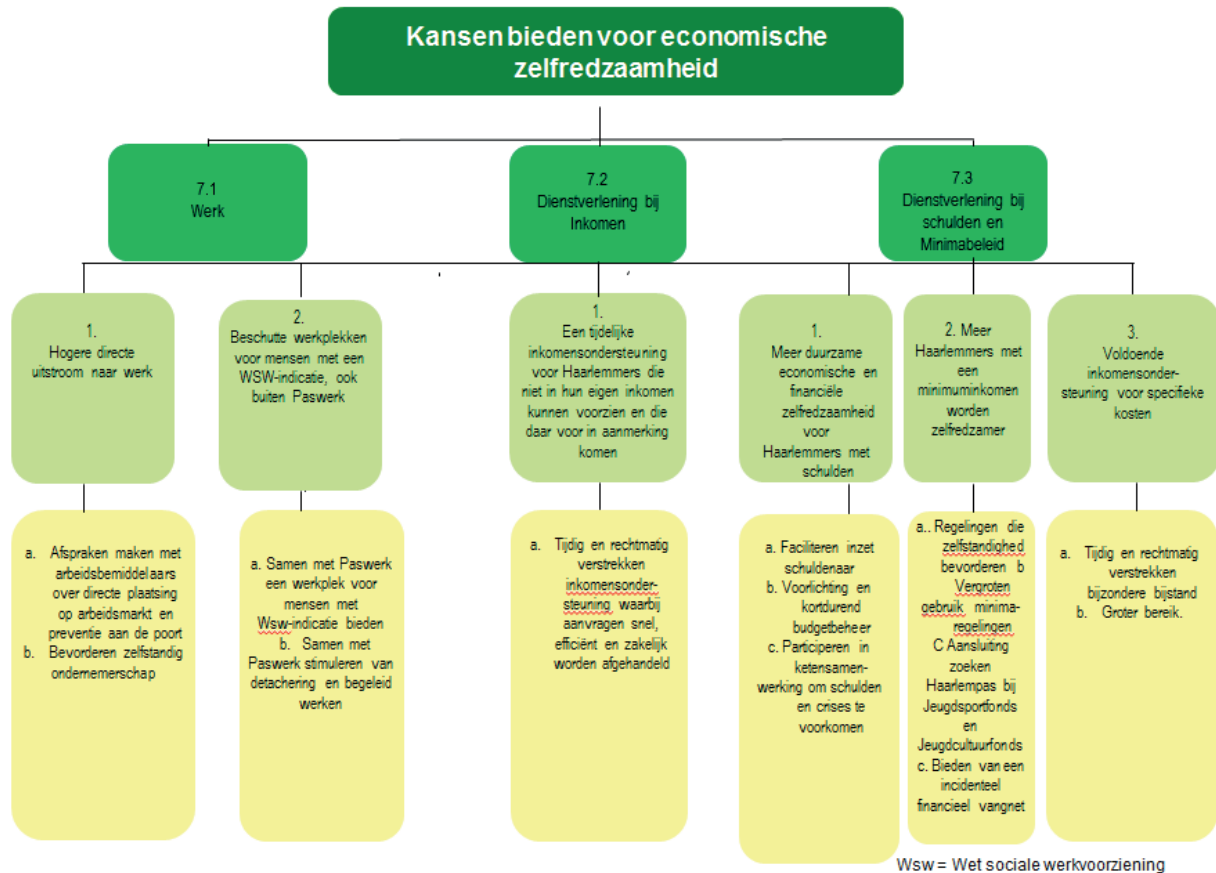 Kansen bieden voor economische
zelfredzaamheid
7.1
Werk
7.2
Dienstverlening bij
Inkomen
7.3
Dienstverlening bij
schulden en
Minimabeleid
1.
Hogere directe
uitstroom naar werk
2.
Beschutte werkplekken
voor mensen met een
WSW-indicatie, ook
buiten Paswerk
1.
Een tijdelijke
inkomensondersteuning
voor Haarlemmers die
niet in hun eigen inkomen
kunnen voorzien en die
daar voor in aanmerking
komen
1.
Meer duurzame
economische en
financiële
zelfredzaamheid
voor
Haarlemmers met
schulden
2. Meer
Haarlemmers met
een
minimuminkomen
worden
zelfredzamer
3.
Voldoende
inkomensonder-
steuning voor specifieke
kosten
a. Afspraken maken met
arbeidsbemiddelaars
over directe plaatsing
op arbeidsmarkt en
preventie aan de poort
b. Bevorderen zelfstandig
ondernemerschap
a. Samen met Paswerk
een werkplek voor
mensen met
Wsw-indicatie bieden
b. Samen met
Paswerk stimuleren van
detachering en begeleid
werken
a. Tijdig en rechtmatig
verstrekken
inkomensonder-
steuning waarbij
aanvragen snel,
efficiënt en zakelijk
worden afgehandeld
a. Faciliteren inzet
schuldenaar
b. Voorlichting en
kortdurend
budgetbeheer
c. Participeren in
ketensamen-
werking om schulden
en crises te
voorkomen
a.. Regelingen die
zelfstandigheid
bevorderen b
Vergroten
gebruik minima-
regelingen
C Aansluiting
zoeken
Haarlempas bij
Jeugdsportfonds
en
Jeugdcultuurfonds
c. Bieden van een
incidenteel
financieel vangnet
a. Tijdig en rechtmatig
verstrekken
bijzondere bijstand
b. Groter bereik.
Wsw = Wet sociale werkvoorziening